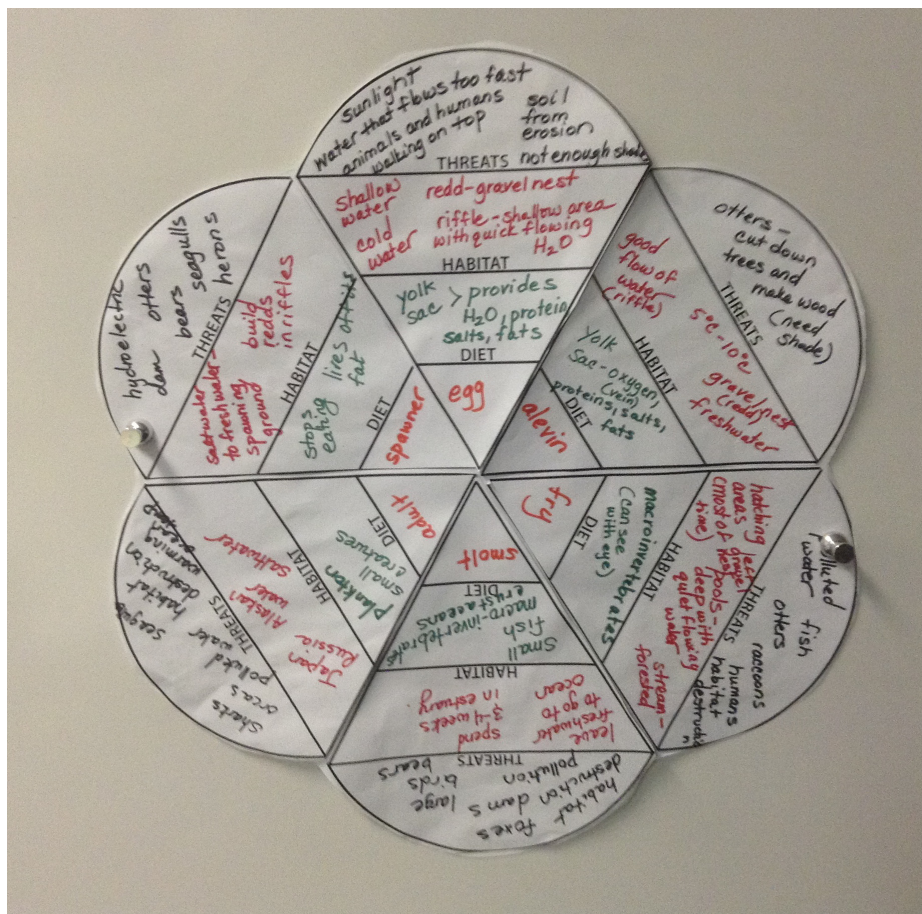 sunlight
water that flows too fast
animals and humans
walking on top
soil
from
erosion
not enough shade
THREATS
shallow
water
cold
water
redd-gravel nest
riffle-shallow area
with quick flowing
H₂O
HABITAT
yolk
sac > provides
H₂O, protein,
salts, fats
DIET
egg
otters -
cut down
trees and
make wood
(need
shade)
THREATS
good
flow of
water
(riffle)
5°C-10°C
gravel nest
(redd)
freshwater
HABITAT
yolk
sac-oxygen,
(vein)
proteins, salts,
fats
DIET
alevin
polluted
water
fish
otters
raccoons
humans
habitat
destruction
THREATS
hatching
areas
(most of
time)
left
gravel
nest
pools-
deep with
quiet flowing
water
stream-
forested
HABITAT
macroinvertebrates
(can see
with eye)
DIET
fry
smolt
DIET
small
fish
macro-invertebrates
crustaceans
HABITAT
leave
freshwater
to go to
ocean
spend
3-4 weeks
in estuary.
THREATS
habitat
destruction
pollution
dams
foxes
large
birds
bears
adult
DIET
plankton
small
creatures
HABITAT
Japan
Russia
Alaskan
water
saltwater
THREATS
sharks
orcas
polluted
water
habitat
destruction
warming
ocean
spawner
DIET
stops
eating
lives off its
fat
HABITAT
saltwater-
to freshwater
spawning
ground
build
redds
in riffles
THREATS
hydroelectric
dam
otters
bears
seagulls
herons